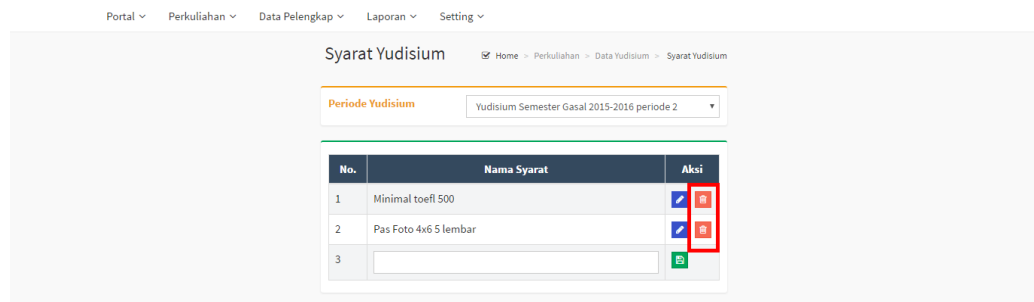 Portal Perkuliahan Data Pelengkap Laporan Setting
Syarat Yudisium Home > Perkuliahan > Data Yudisium > Syarat Yudisium
Periode Yudisium Yudisium Semester Gasal 2015-2016 periode 2
No. Nama Syarat Aksi
1 Minimal toefl 500
2 Pas Foto 4x6 5 lembar
3